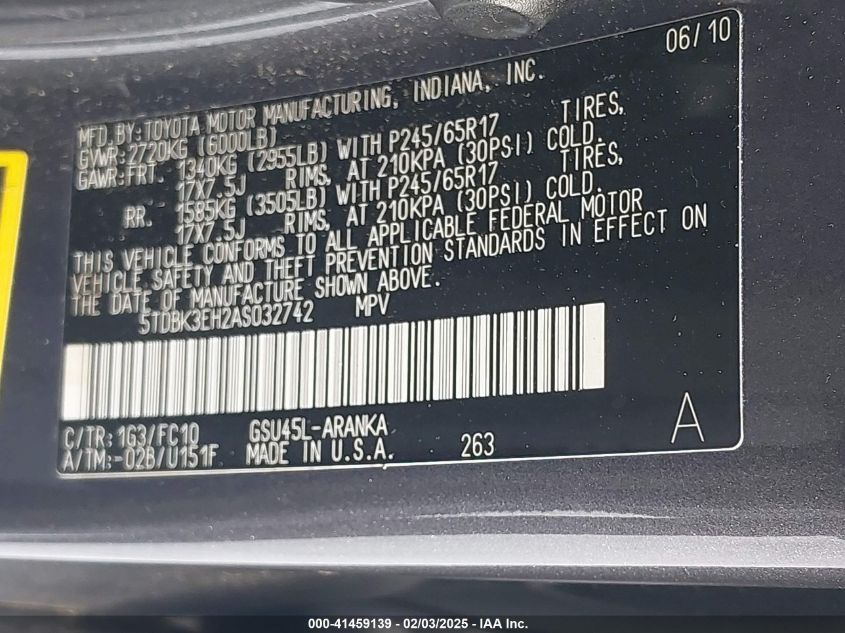 06/10
MFD. BY: TOYOTA MOTOR MANUFACTURING, INDIANA, INC.
GVWR: 2720KG (6000LB)
GAWR: FRT. 1340KG (2955LB) WITH P245/65R17 TIRES,
17X7.5J RIMS, AT 210KPA (30PSI) COLD.
RR. 1585KG (3505LB) WITH P245/65R17 TIRES,
17X7.5J RIMS, AT 210KPA (30PSI) COLD.
THIS VEHICLE CONFORMS TO ALL APPLICABLE FEDERAL MOTOR
VEHICLE SAFETY AND THEFT PREVENTION STANDARDS IN EFFECT ON
THE DATE OF MANUFACTURE SHOWN ABOVE.
5TDBK3EH2AS032742 MPV
C/TR: 1G3/FC10 GSU45L-ARANKA
A/TM: -02B/U151F MADE IN U.S.A. 263 A
000-41459139 - 02/03/2025 - IAA Inc.